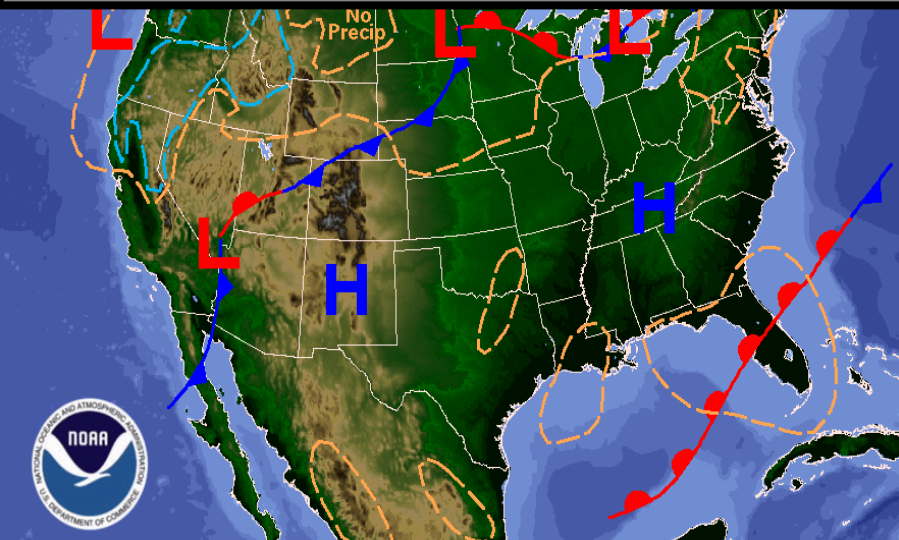 L
No
Precip
L
L
H
L
H
NATIONAL OCEANIC AND ATMOSPHERIC ADMINISTRATION
NOAA
U.S. DEPARTMENT OF COMMERCE